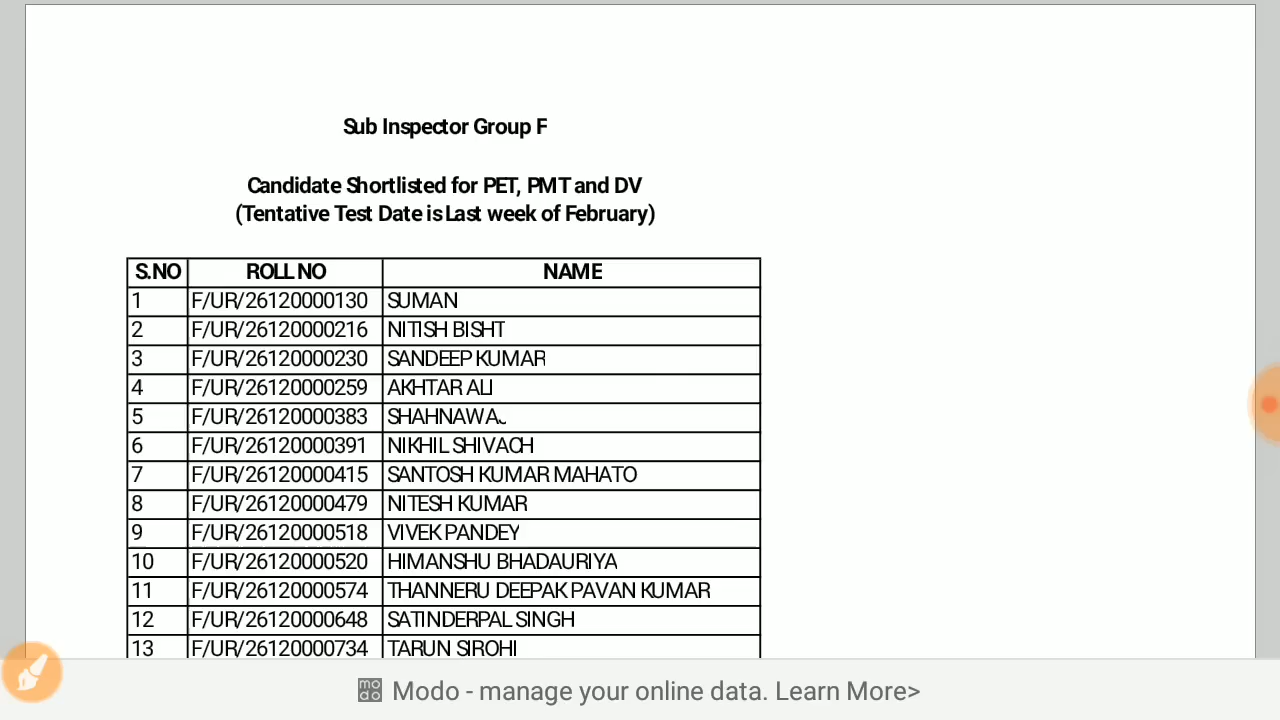 Sub Inspector Group F
Candidate Shortlisted for PET, PMT and DV
(Tentative Test Date is Last week of February)
S.NO ROLL NO NAME
1 F/UR/26120000130 SUMAN
2 F/UR/26120000216 NITISH BISHT
3 F/UR/26120000230 SANDEEP KUMAR
4 F/UR/26120000259 AKHTAR ALI
5 F/UR/26120000383 SHAHNAWAJ
6 F/UR/26120000391 NIKHIL SHIVACH
7 F/UR/26120000415 SANTOSH KUMAR MAHATO
8 F/UR/26120000479 NITESH KUMAR
9 F/UR/26120000518 VIVEK PANDEY
10 F/UR/26120000520 HIMANSHU BHADAURIYA
11 F/UR/26120000574 THANNERU DEEPAK PAVAN KUMAR
12 F/UR/26120000648 SATINDERPAL SINGH
13 F/UR/26120000734 TARUN SIROHI
modo Modo - manage your online data. Learn More>